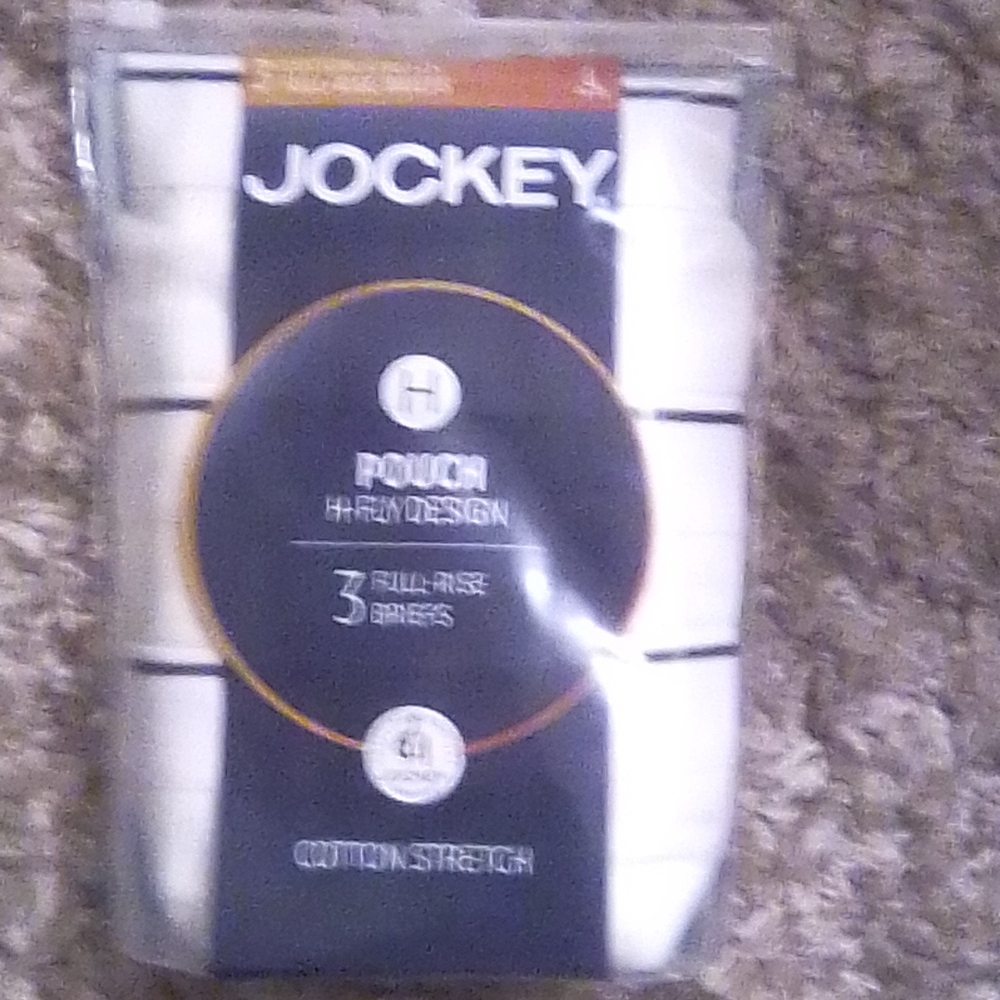 JOCKEY
H
POUCH
H-FLY DESIGN
3 FULL-RISE
BRIEFS
COTTON STRETCH